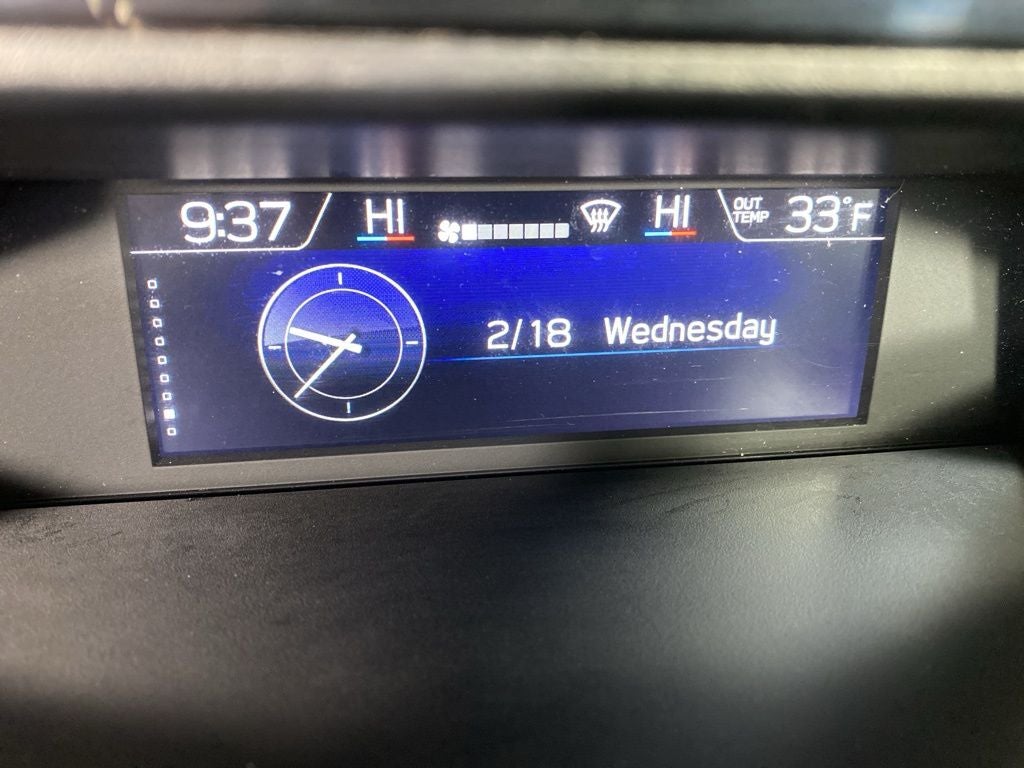 9:37 HI HI OUT TEMP 33°F
2/18 Wednesday